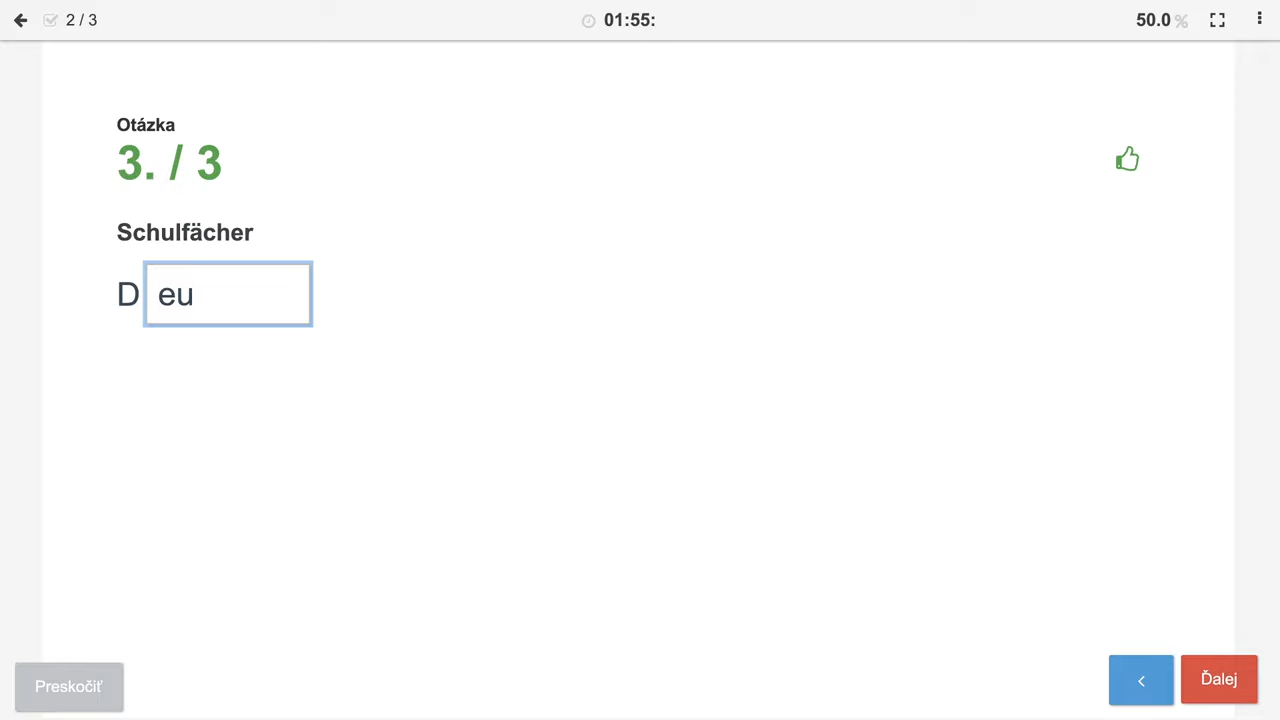 2 / 3
01:55:
50.0 %
Otázka
3. / 3
Schulfächer
D eu
Preskočiť
<
Ďalej